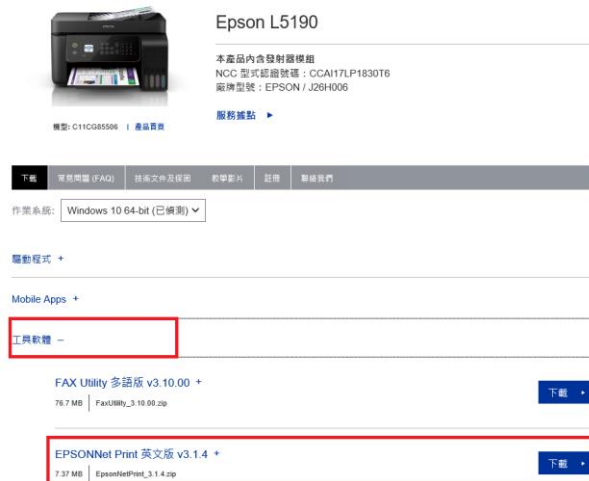 Epson L5190
本產品內含發射器模組
NCC 型式認證號碼：CCAI17LP1830T6
廠牌型號：EPSON / J26H006
服務據點 ▶
機型: C11CG85506 | 產品首頁
下載 常見問題 (FAQ) 技術文件及保固 教學影片 註冊 聯絡我們
作業系統: Windows 10 64-bit (已偵測)
驅動程式 +
Mobile Apps +
工具軟體 –
FAX Utility 多語版 v3.10.00 +
下載
76.7 MB FaxUtility_3.10.00.zip
EPSONNet Print 英文版 v3.1.4 +
下載
7.37 MB EpsonNetPrint_3.1.4.zip